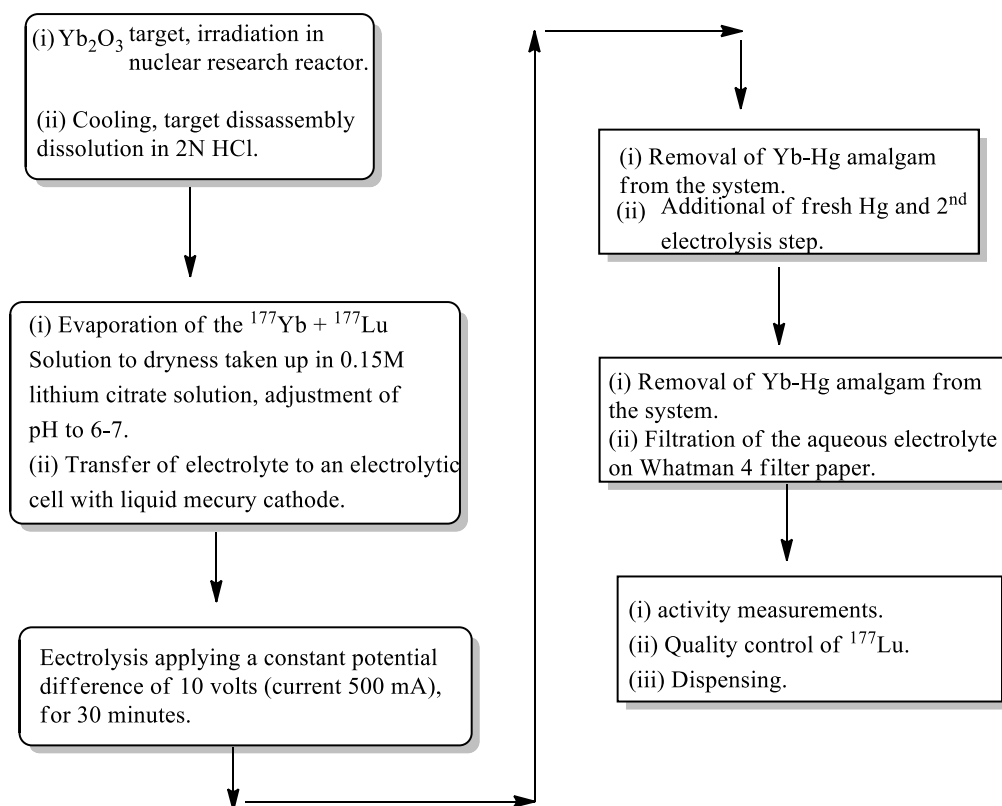 (i) Yb₂O₃ target, irradiation in
nuclear research reactor.
(ii) Cooling, target dissassembly
dissolution in 2N HCl.
(i) Evaporation of the ¹⁷⁷Yb + ¹⁷⁷Lu
Solution to dryness taken up in 0.15M
lithium citrate solution, adjustment of
pH to 6-7.
(ii) Transfer of electrolyte to an electrolytic
cell with liquid mecury cathode.
Eectrolysis applying a constant potential
difference of 10 volts (current 500 mA),
for 30 minutes.
(i) Removal of Yb-Hg amalgam
from the system.
(ii) Additional of fresh Hg and 2ⁿᵈ
electrolysis step.
(i) Removal of Yb-Hg amalgam from
the system.
(ii) Filtration of the aqueous electrolyte
on Whatman 4 filter paper.
(i) activity measurements.
(ii) Quality control of ¹⁷⁷Lu.
(iii) Dispensing.